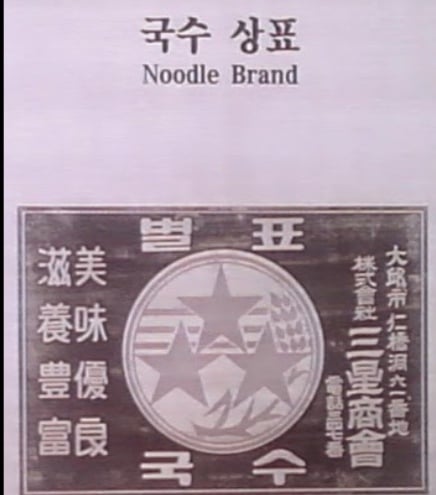 국수 상표
Noodle Brand
별표
大邱市仁橋洞六一番地
株式會社
三星商會
美味優良
滋養豊富
국수